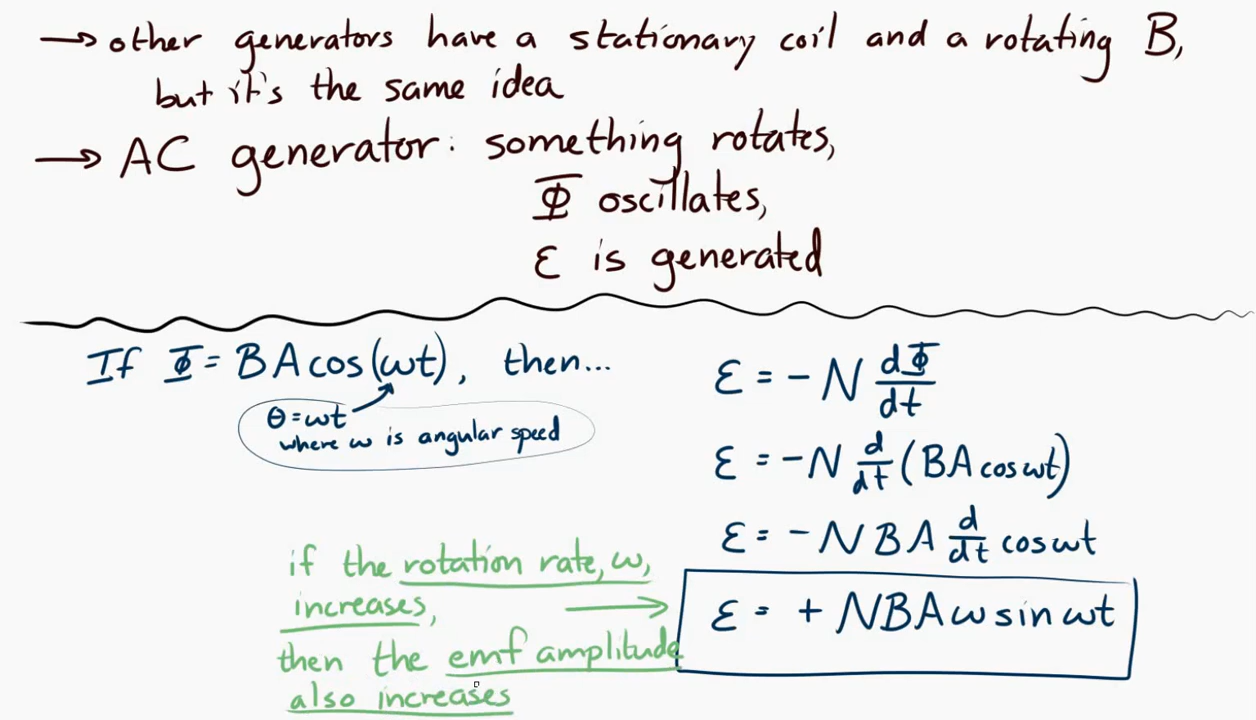 → other generators have a stationary coil and a rotating B,
but it's the same idea
→ AC generator: something rotates,
Φ oscillates,
ε is generated
If Φ = BA cos(ωt), then...
θ = ωt
where ω is angular speed
ε = -N dΦ/dt
ε = -N d/dt (BA cos ωt)
ε = -NBA d/dt cos ωt
ε = + NBAω sin ωt
if the rotation rate, ω,
increases, →
then the emf amplitude
also increases